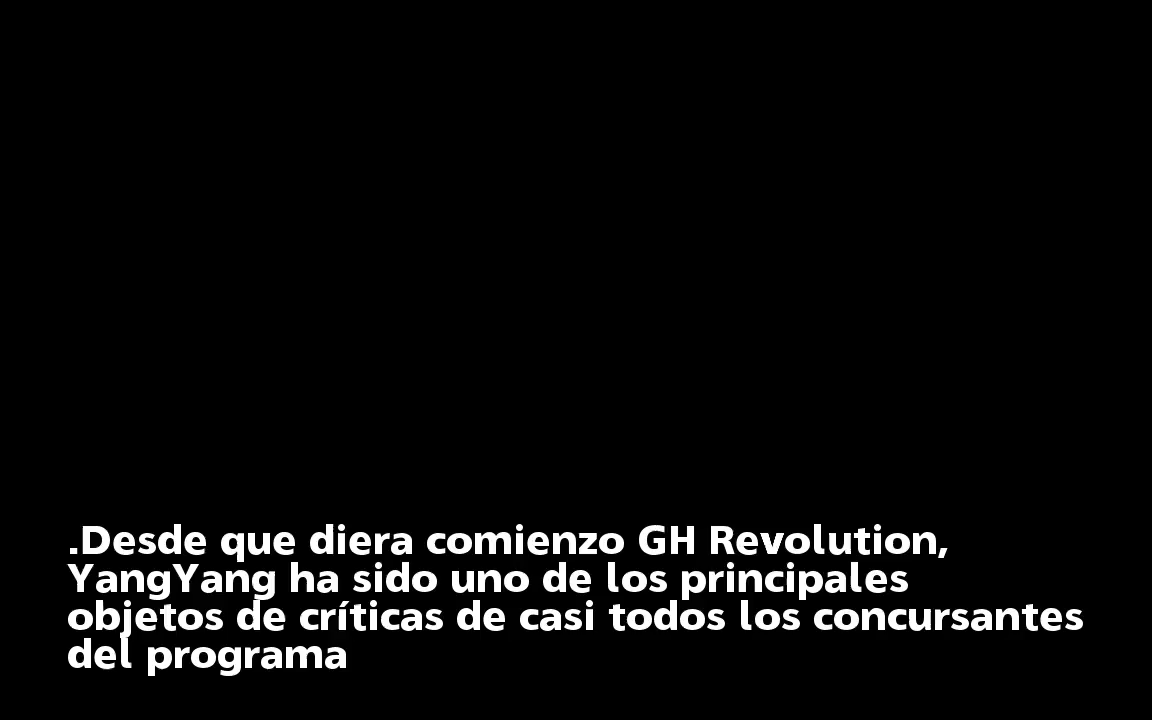 .Desde que diera comienzo GH Revolution,
YangYang ha sido uno de los principales
objetos de críticas de casi todos los concursantes
del programa